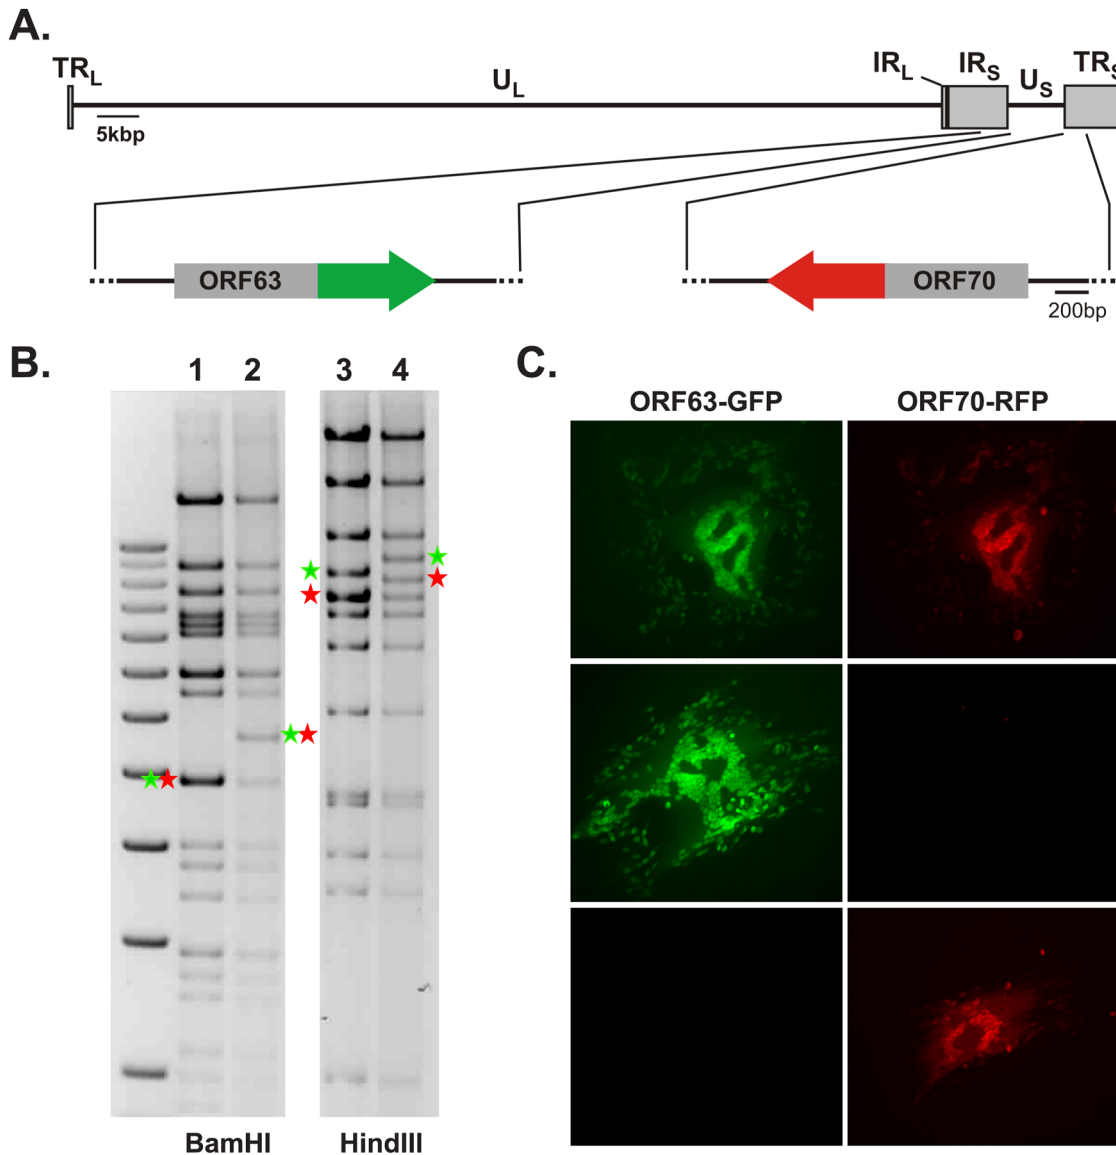 A.
TRL
UL
IRL
IRS
US
TRS
5kbp
ORF63
ORF70
200bp
B.
1 2 3 4
BamHI HindIII
C.
ORF63-GFP ORF70-RFP